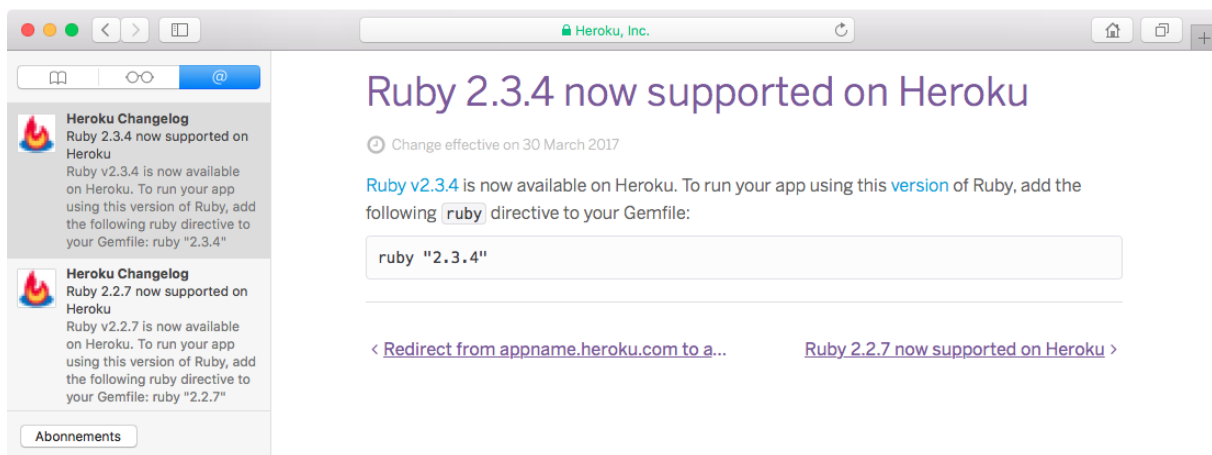 Heroku, Inc.
@
Heroku Changelog
Ruby 2.3.4 now supported on
Heroku
Ruby v2.3.4 is now available
on Heroku. To run your app
using this version of Ruby, add
the following ruby directive to
your Gemfile: ruby "2.3.4"
Heroku Changelog
Ruby 2.2.7 now supported on
Heroku
Ruby v2.2.7 is now available
on Heroku. To run your app
using this version of Ruby, add
the following ruby directive to
your Gemfile: ruby "2.2.7"
Abonnements
Ruby 2.3.4 now supported on Heroku
Change effective on 30 March 2017
Ruby v2.3.4 is now available on Heroku. To run your app using this version of Ruby, add the
following ruby directive to your Gemfile:
ruby "2.3.4"
‹ Redirect from appname.heroku.com to a...
Ruby 2.2.7 now supported on Heroku ›